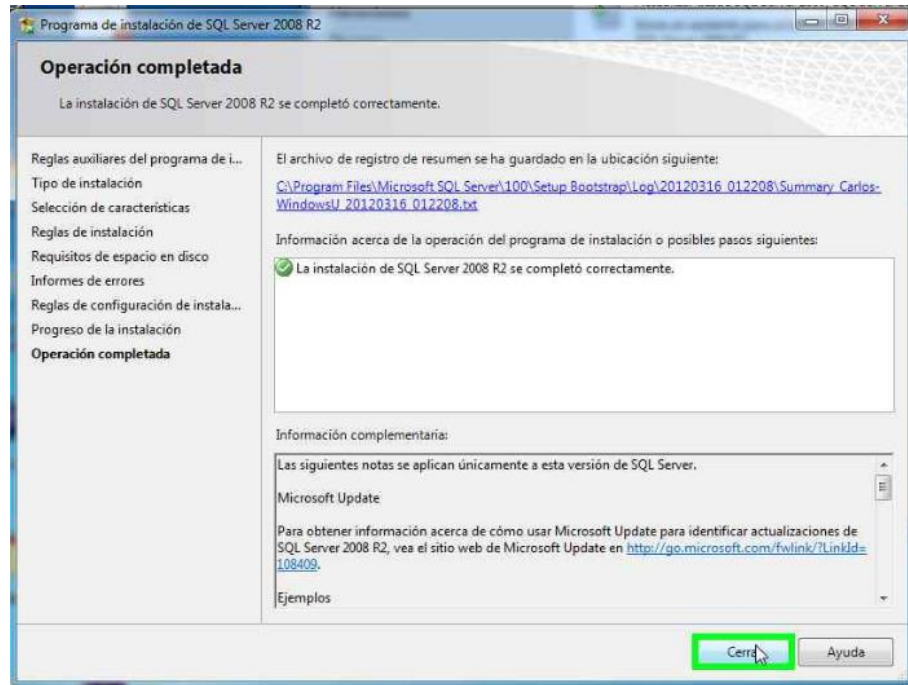 Programa de instalación de SQL Server 2008 R2
Operación completada
La instalación de SQL Server 2008 R2 se completó correctamente.
Reglas auxiliares del programa de i...
Tipo de instalación
Selección de características
Reglas de instalación
Requisitos de espacio en disco
Informes de errores
Reglas de configuración de instala...
Progreso de la instalación
Operación completada
El archivo de registro de resumen se ha guardado en la ubicación siguiente:
C:\Program Files\Microsoft SQL Server\100\Setup Bootstrap\Log\20120316_012208\Summary_Carlos-
WindowsU_20120316_012208.txt
Información acerca de la operación del programa de instalación o posibles pasos siguientes:
La instalación de SQL Server 2008 R2 se completó correctamente.
Información complementaria:
Las siguientes notas se aplican únicamente a esta versión de SQL Server.
Microsoft Update
Para obtener información acerca de cómo usar Microsoft Update para identificar actualizaciones de
SQL Server 2008 R2, vea el sitio web de Microsoft Update en http://go.microsoft.com/fwlink/?LinkId=
108409.
Ejemplos
Cerrar
Ayuda